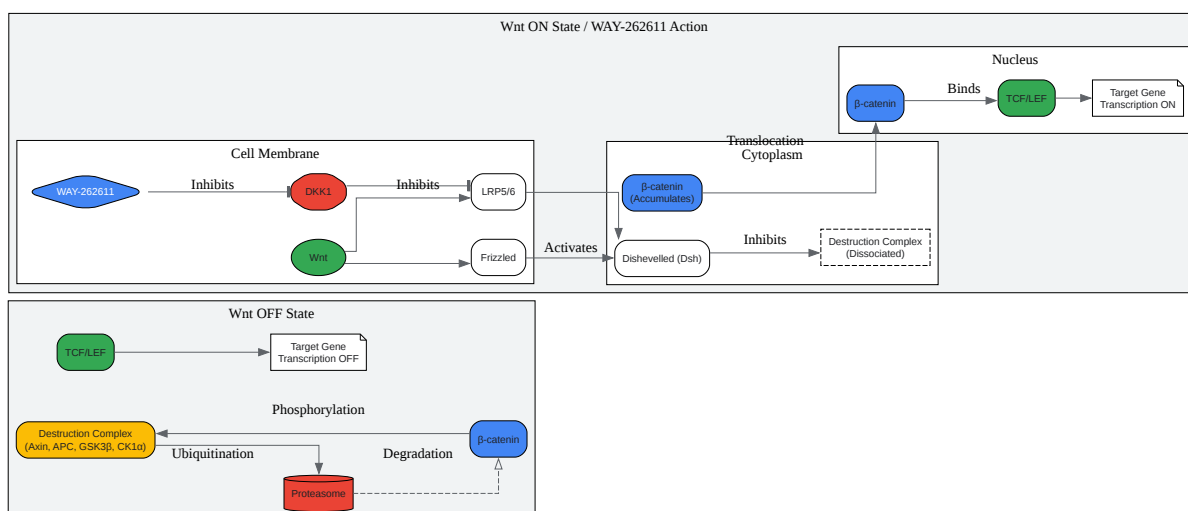 Wnt ON State / WAY-262611 Action
Nucleus
β-catenin
Binds
TCF/LEF
Target Gene
Transcription ON
Translocation
Cell Membrane
Cytoplasm
WAY-262611
Inhibits
DKK1
Inhibits
LRP5/6
β-catenin
(Accumulates)
Wnt
Frizzled
Activates
Dishevelled (Dsh)
Inhibits
Destruction Complex
(Dissociated)
Wnt OFF State
TCF/LEF
Target Gene
Transcription OFF
Phosphorylation
Destruction Complex
(Axin, APC, GSK3β, CK1α)
β-catenin
Ubiquitination
Degradation
Proteasome